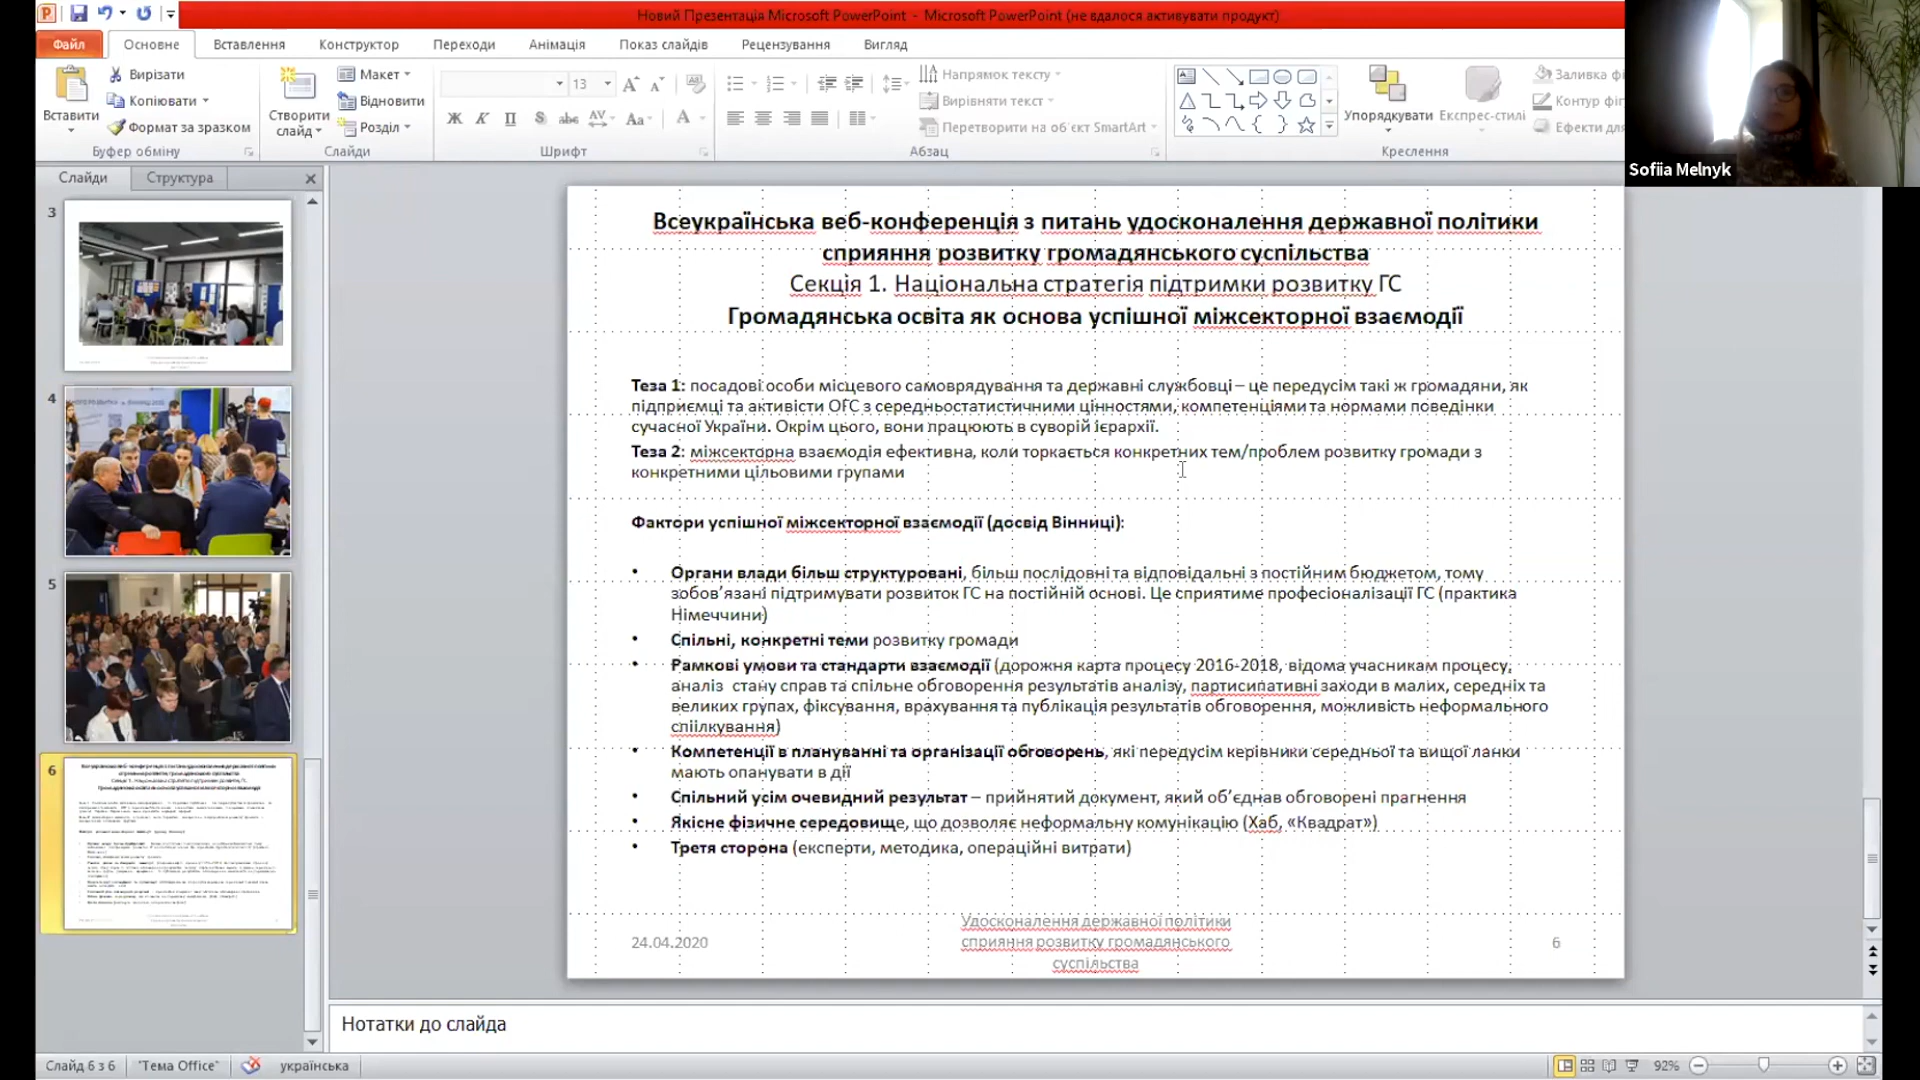 Новий Презентація Microsoft PowerPoint - Microsoft PowerPoint (не вдалося активувати продукт)
Файл Основне Вставлення Конструктор Переходи Анімація Показ слайдів Рецензування Вигляд
Вставити
Вирізати
Копіювати
Формат за зразком
Буфер обміну
Створити слайд
Макет
Відновити
Розділ
Слайди
13
Шрифт
Напрямок тексту
Вирівняти текст
Перетворити на об'єкт SmartArt
Абзац
Упорядкувати
Експрес-стилі
Заливка фі
Контур фіг
Ефекти для
Креслення
Sofiia Melnyk
Слайди Структура
3
4
5
6
Всеукраїнська веб-конференція з питань удосконалення державної політики
сприяння розвитку громадянського суспільства
Секція 1. Національна стратегія підтримки розвитку ГС
Громадянська освіта як основа успішної міжсекторної взаємодії
Теза 1: посадові особи місцевого самоврядування та державні службовці – це передусім такі ж громадяни, як
підприємці та активісти ОГС з середньостатистичними цінностями, компетенціями та нормами поведінки
сучасної України. Окрім цього, вони працюють в суворій ієрархії.
Теза 2: міжсекторна взаємодія ефективна, коли торкається конкретних тем/проблем розвитку громади з
конкретними цільовими групами
Фактори успішної міжсекторної взаємодії (досвід Вінниці):
• Органи влади більш структуровані, більш послідовні та відповідальні з постійним бюджетом, тому
зобов'язані підтримувати розвиток ГС на постійній основі. Це сприятиме професіоналізації ГС (практика
Німеччини)
• Спільні, конкретні теми розвитку громади
• Рамкові умови та стандарти взаємодії (дорожня карта процесу 2016-2018, відома учасникам процесу,
аналіз стану справ та спільне обговорення результатів аналізу, партисипативні заходи в малих, середніх та
великих групах, фіксування, врахування та публікація результатів обговорення, можливість неформального
спіілкування)
• Компетенції в плануванні та організації обговорень, які передусім керівники середньої та вищої ланки
мають опанувати в дії
• Спільний усім очевидний результат – прийнятий документ, який об'єднав обговорені прагнення
• Якісне фізичне середовище, що дозволяє неформальну комунікацію (Хаб, «Квадрат»)
• Третя сторона (експерти, методика, операційні витрати)
24.04.2020
Удосконалення державної політики
сприяння розвитку громадянського
суспільства
6
Нотатки до слайда
Слайд 6 з 6 "Тема Office" українська 92%